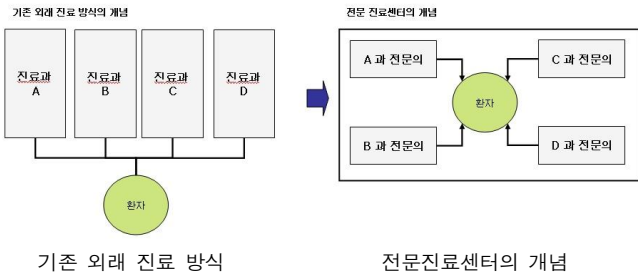 기존 외래 진료 방식의 개념
진료과
A
진료과
B
진료과
C
진료과
D
환자
전문 진료센터의 개념
A 과 전문의
C 과 전문의
환자
B 과 전문의
D 과 전문의
기존 외래 진료 방식
전문진료센터의 개념